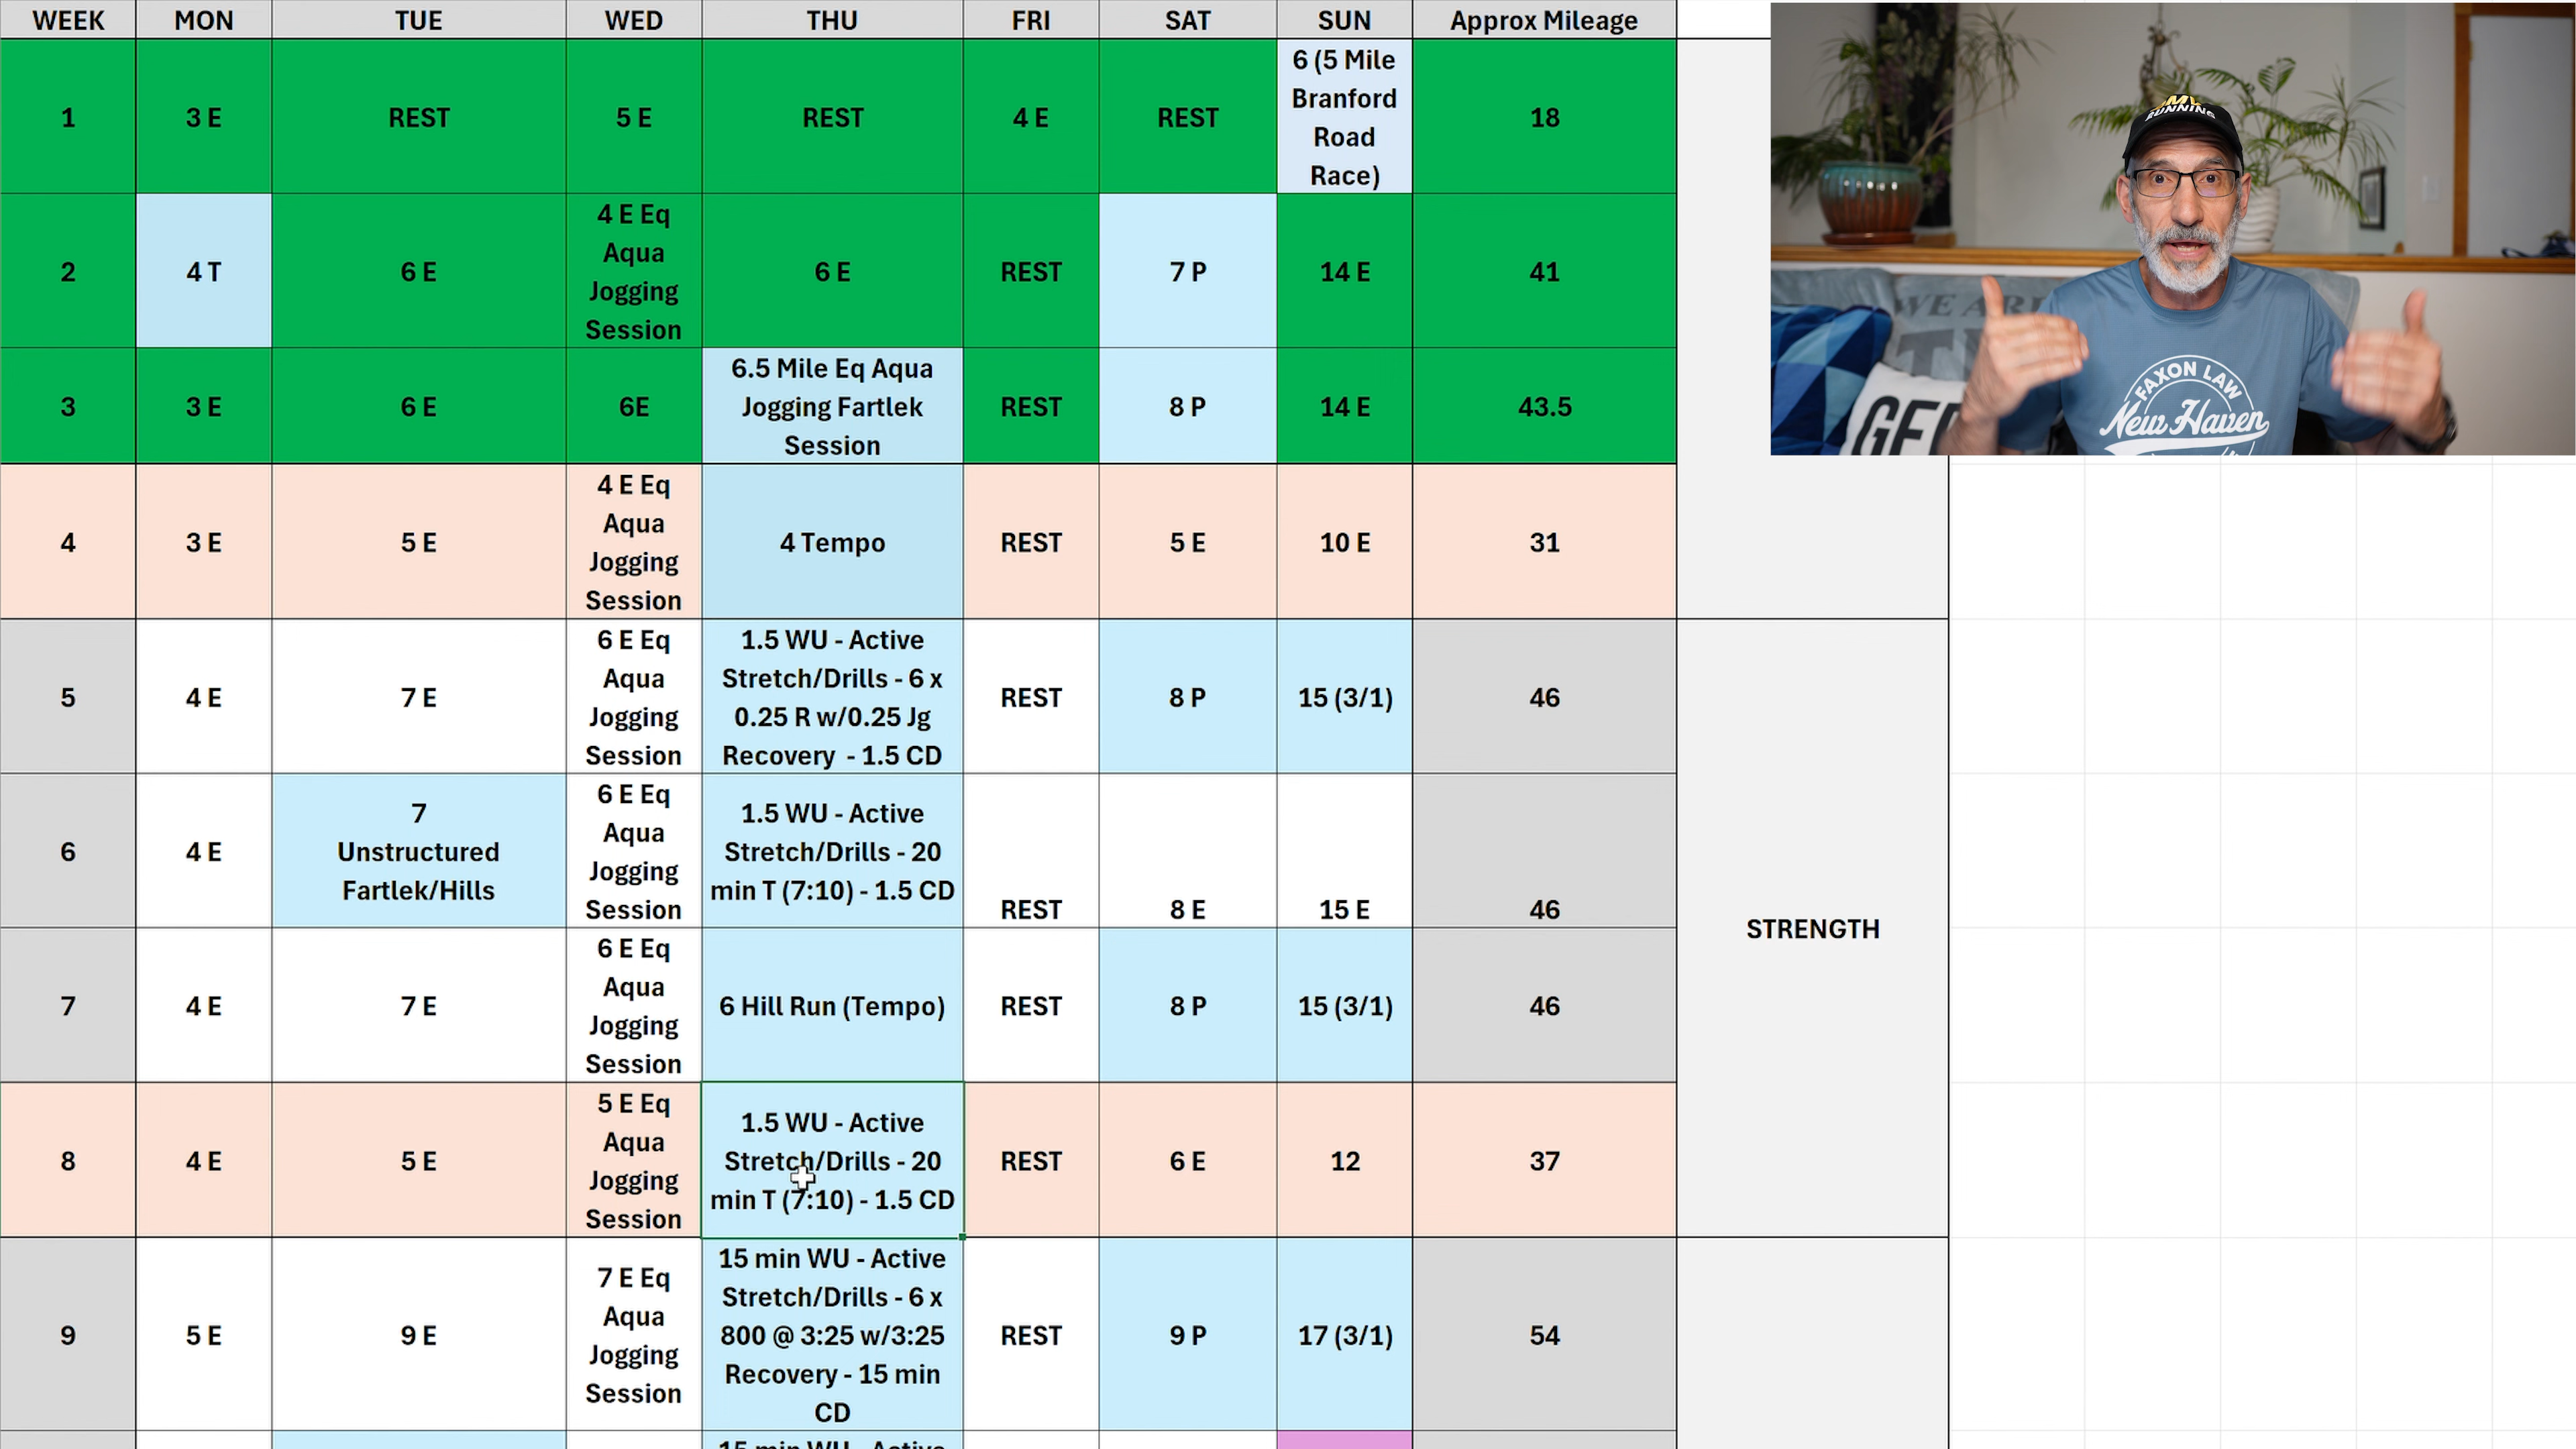 WEEK MON TUE WED THU FRI SAT SUN Approx Mileage
1 3 E REST 5 E REST 4 E REST 6 (5 Mile Branford Road Race) 18
2 4 T 6 E 4 E Eq Aqua Jogging Session 6 E REST 7 P 14 E 41
3 3 E 6 E 6E 6.5 Mile Eq Aqua Jogging Fartlek Session REST 8 P 14 E 43.5
4 3 E 5 E 4 E Eq Aqua Jogging Session 4 Tempo REST 5 E 10 E 31
5 4 E 7 E 6 E Eq Aqua Jogging Session 1.5 WU - Active Stretch/Drills - 6 x 0.25 R w/0.25 Jg Recovery - 1.5 CD REST 8 P 15 (3/1) 46
6 4 E 7 Unstructured Fartlek/Hills 6 E Eq Aqua Jogging Session 1.5 WU - Active Stretch/Drills - 20 min T (7:10) - 1.5 CD REST 8 E 15 E 46
7 4 E 7 E 6 E Eq Aqua Jogging Session 6 Hill Run (Tempo) REST 8 P 15 (3/1) 46
8 4 E 5 E 5 E Eq Aqua Jogging Session 1.5 WU - Active Stretch/Drills - 20 min T (7:10) - 1.5 CD REST 6 E 12 37
9 5 E 9 E 7 E Eq Aqua Jogging Session 15 min WU - Active Stretch/Drills - 6 x 800 @ 3:25 w/3:25 Recovery - 15 min CD REST 9 P 17 (3/1) 54
15 min WU - Active
STRENGTH
RUNNING
WE ARE
FAXON LAW
New Haven